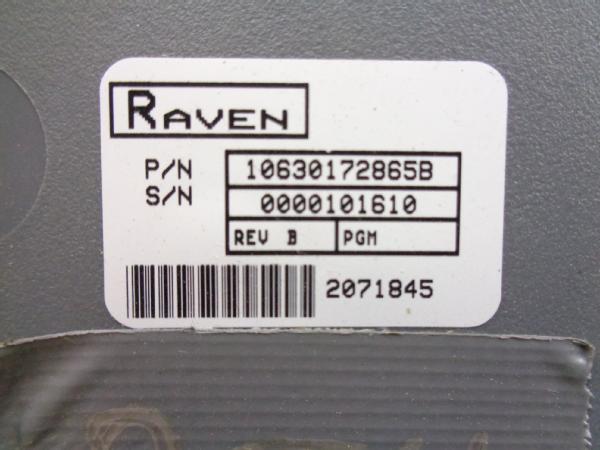 RAVEN
P/N 10630172865B
S/N 0000101610
REV B PGM
2071845